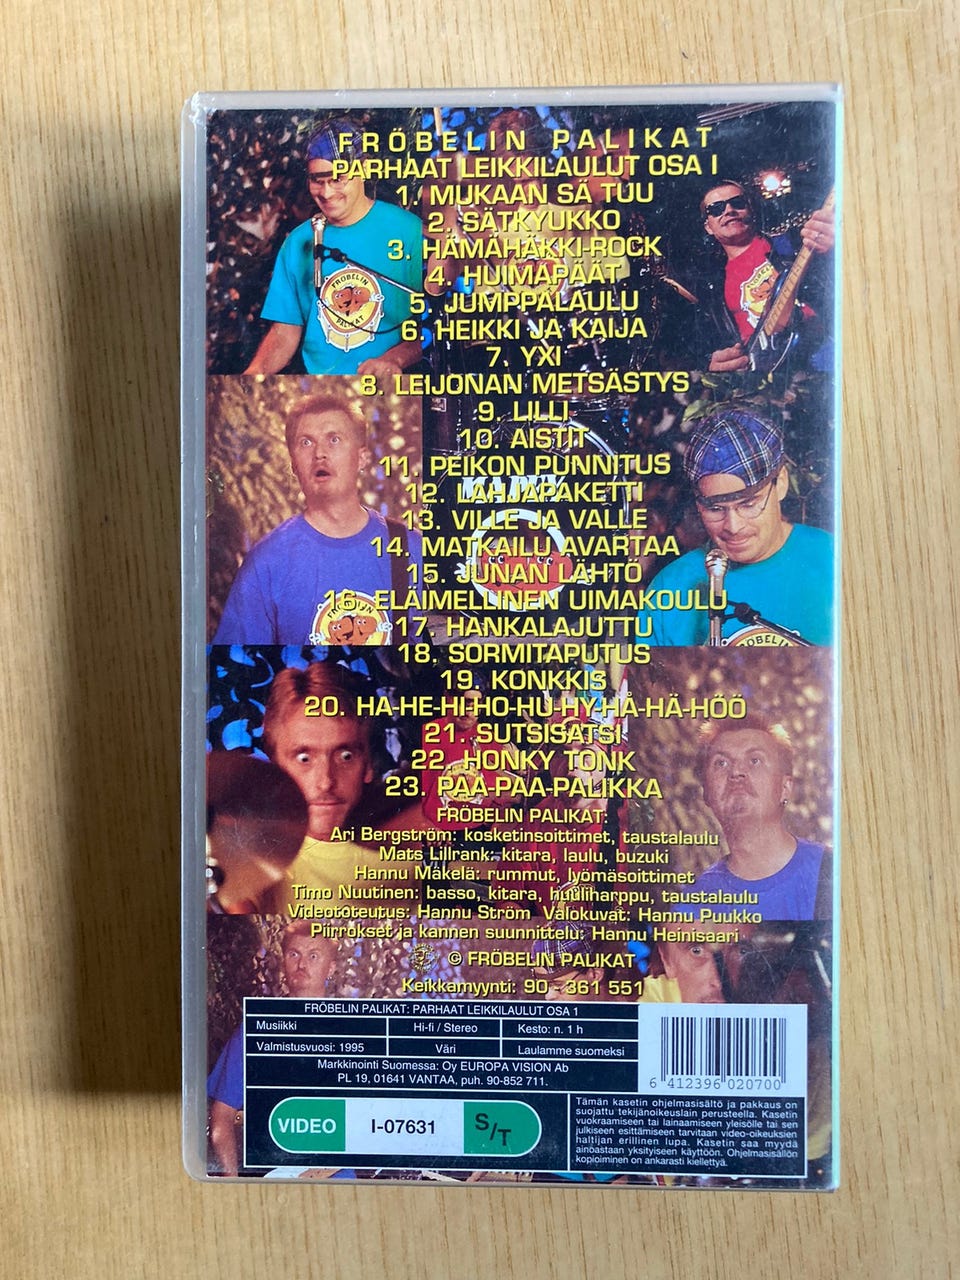 FRÖBELIN PALIKAT
PARHAAT LEIKKILAULUT OSA I
1. MUKAAN SÄ TUU
2. SÄTKYUKKO
3. HÄMÄHÄKKI-ROCK
4. HUIMAPÄÄT
5. JUMPPALAULU
6. HEIKKI JA KAIJA
7. YXI
8. LEIJONAN METSÄSTYS
9. LILLI
10. AISTIT
11. PEIKON PUNNITUS
12. LAHJAPAKETTI
13. VILLE JA VALLE
14. MATKAILU AVARTAA
15. JUNAN LÄHTÖ
16. ELÄIMELLINEN UIMAKOULU
17. HANKALAJUTTU
18. SORMITAPUTUS
19. KONKKIS
20. HA-HE-HI-HO-HU-HY-HÅ-HÄ-HÖÖ
21. SUTSISATSI
22. HONKY TONK
23. PAA-PAA-PALIKKA
FRÖBELIN PALIKAT:
Ari Bergström: kosketinsoittimet, taustalaulu
Mats Lillrank: kitara, laulu, buzuki
Hannu Mäkelä: rummut, lyömäsoittimet
Timo Nuutinen: basso, kitara, huuliharppu, taustalaulu
Videototeutus: Hannu Ström Valokuvat: Hannu Puukko
Piirrokset ja kannen suunnittelu: Hannu Heinisaari
© FRÖBELIN PALIKAT
Keikkamyynti: 90 - 361 551
FRÖBELIN PALIKAT: PARHAAT LEIKKILAULUT OSA 1
Musiikki Hi-fi / Stereo Kesto: n. 1 h
Valmistusvuosi: 1995 Väri Laulamme suomeksi
Markkinointi Suomessa: Oy EUROPA VISION Ab
PL 19, 01641 VANTAA, puh. 90-852 711.
6 412396 020700
VIDEO I-07631 S/T
Tämän kasetin ohjelmasisältö ja pakkaus on
suojattu tekijänoikeuslain perusteella. Kasetin
vuokraamiseen tai lainaamiseen yleisölle tai sen
julkiseen esittämiseen tarvitaan video-oikeuksien
haltijan erillinen lupa. Kasetin saa myydä
ainoastaan yksityiseen käyttöön. Ohjelmasisällön
kopioiminen on ankarasti kiellettyä.
FRÖBELIN
PALIKAT
FRÖBELIN